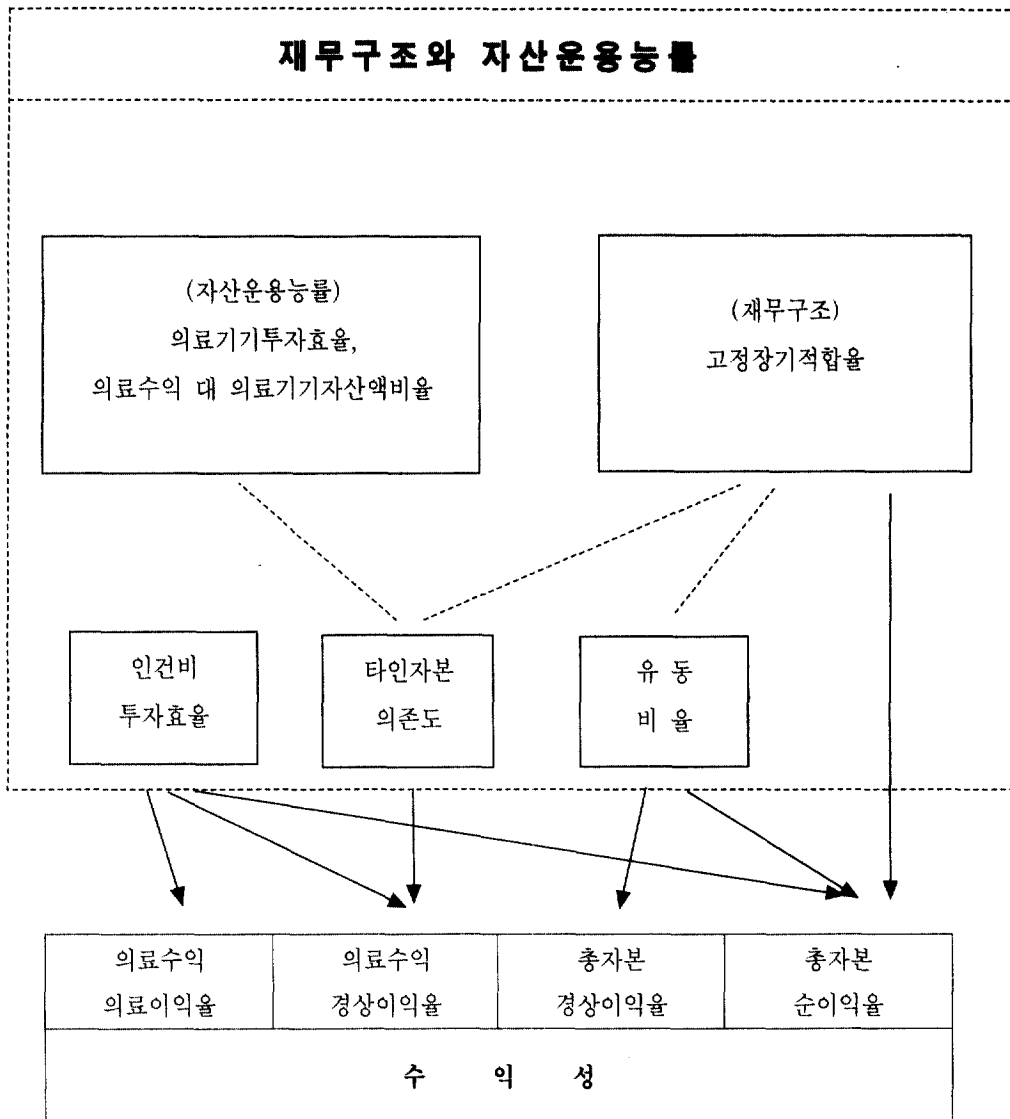 재무구조와 자산운용능률
(자산운용능률)
의료기기투자효율,
의료수익 대 의료기기자산액비율
(재무구조)
고정장기적합율
인건비
투자효율
타인자본
의존도
유 동
비 율
의료수익
의료이익율
의료수익
경상이익율
총자본
경상이익율
총자본
순이익율
수 익 성